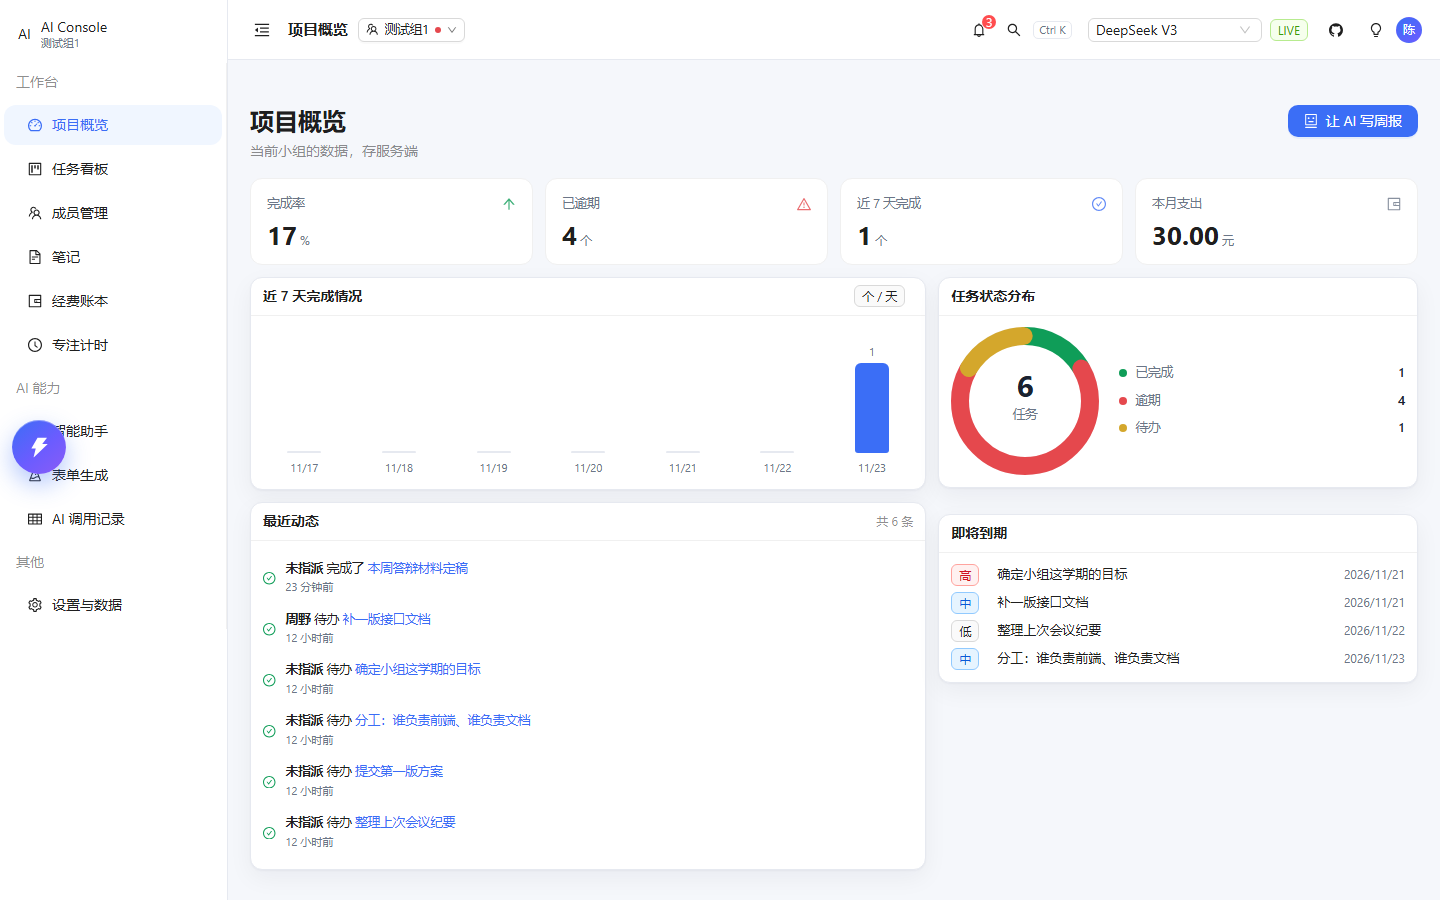 AI
AI Console
测试组1
工作台
项目概览
任务看板
成员管理
笔记
经费账本
专注计时
AI 能力
能助手
表单生成
AI 调用记录
其他
设置与数据
项目概览
测试组1
3
Ctrl K
DeepSeek V3
LIVE
陈
项目概览
当前小组的数据，存服务端
让 AI 写周报
完成率
17 %
已逾期
4 个
近 7 天完成
1 个
本月支出
30.00 元
近 7 天完成情况
个 / 天
1
11/17
11/18
11/19
11/20
11/21
11/22
11/23
任务状态分布
6
任务
已完成 1
逾期 4
待办 1
最近动态
共 6 条
未指派 完成了 本周答辩材料定稿
23 分钟前
周野 待办 补一版接口文档
12 小时前
未指派 待办 确定小组这学期的目标
12 小时前
未指派 待办 分工：谁负责前端、谁负责文档
12 小时前
未指派 待办 提交第一版方案
12 小时前
未指派 待办 整理上次会议纪要
12 小时前
即将到期
高 确定小组这学期的目标 2026/11/21
中 补一版接口文档 2026/11/21
低 整理上次会议纪要 2026/11/22
中 分工：谁负责前端、谁负责文档 2026/11/23